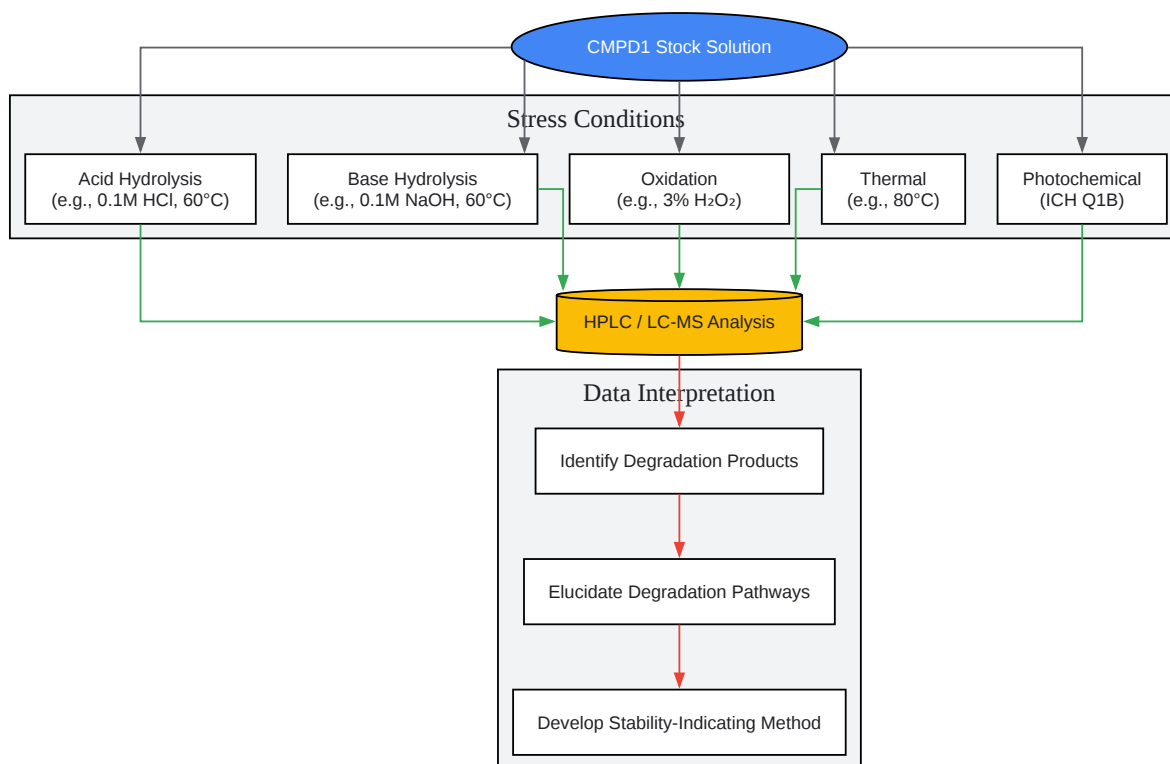 CMPD1 Stock Solution
Stress Conditions
Acid Hydrolysis
(e.g., 0.1M HCl, 60°C)
Base Hydrolysis
(e.g., 0.1M NaOH, 60°C)
Oxidation
(e.g., 3% H₂O₂)
Thermal
(e.g., 80°C)
Photochemical
(ICH Q1B)
HPLC / LC-MS Analysis
Data Interpretation
Identify Degradation Products
Elucidate Degradation Pathways
Develop Stability-Indicating Method